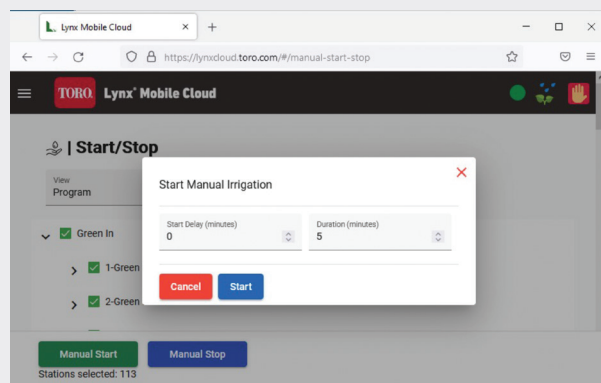 Lynx Mobile Cloud
https://lynxcloud.toro.com/#/manual-start-stop
TORO Lynx® Mobile Cloud
| Start/Stop
View
Program
Green In
1-Green
2-Green
Start Manual Irrigation
Start Delay (minutes)
0
Duration (minutes)
5
Cancel
Start
Manual Start
Manual Stop
Stations selected: 113